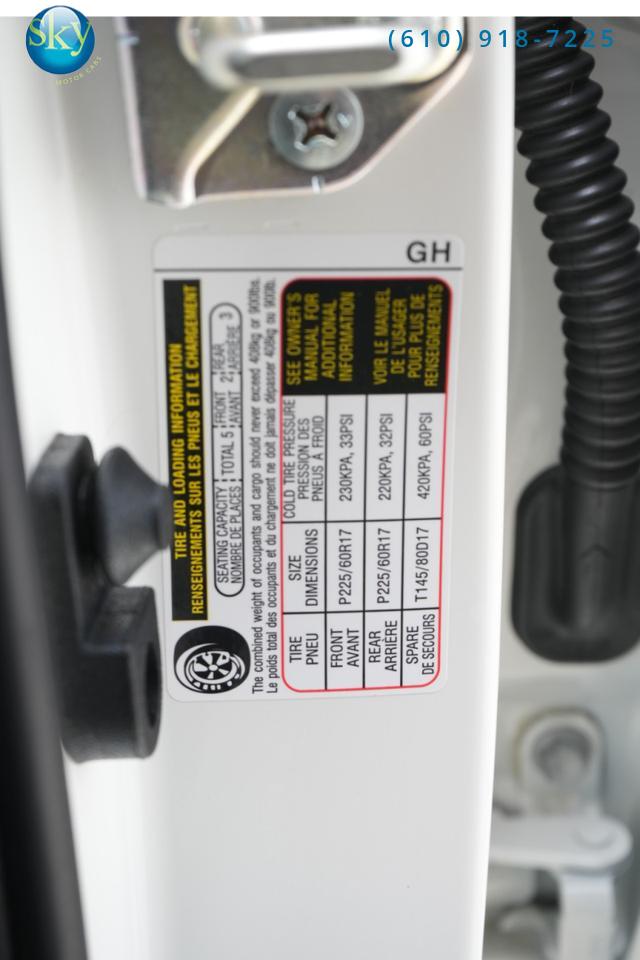 Sky
MOTOR CARS
(610) 918-7225
GH
TIRE AND LOADING INFORMATION
RENSEIGNEMENTS SUR LES PNEUS ET LE CHARGEMENT
SEATING CAPACITY TOTAL 5 FRONT 2 REAR 3
NOMBRE DE PLACES AVANT ARRIÈRE
The combined weight of occupants and cargo should never exceed 408kg or 900lbs.
Le poids total des occupants et du chargement ne doit jamais dépasser 408kg ou 900lb.
TIRE SIZE COLD TIRE PRESSURE
PNEU DIMENSIONS PRESSION DES
PNEUS À FROID
FRONT P225/60R17 230KPA, 33PSI
AVANT
REAR P225/60R17 220KPA, 32PSI
ARRIÈRE
SPARE T145/80D17 420KPA, 60PSI
DE SECOURS
SEE OWNER'S
MANUAL FOR
ADDITIONAL
INFORMATION
VOIR LE MANUEL
DE L'USAGER
POUR PLUS DE
RENSEIGNEMENTS